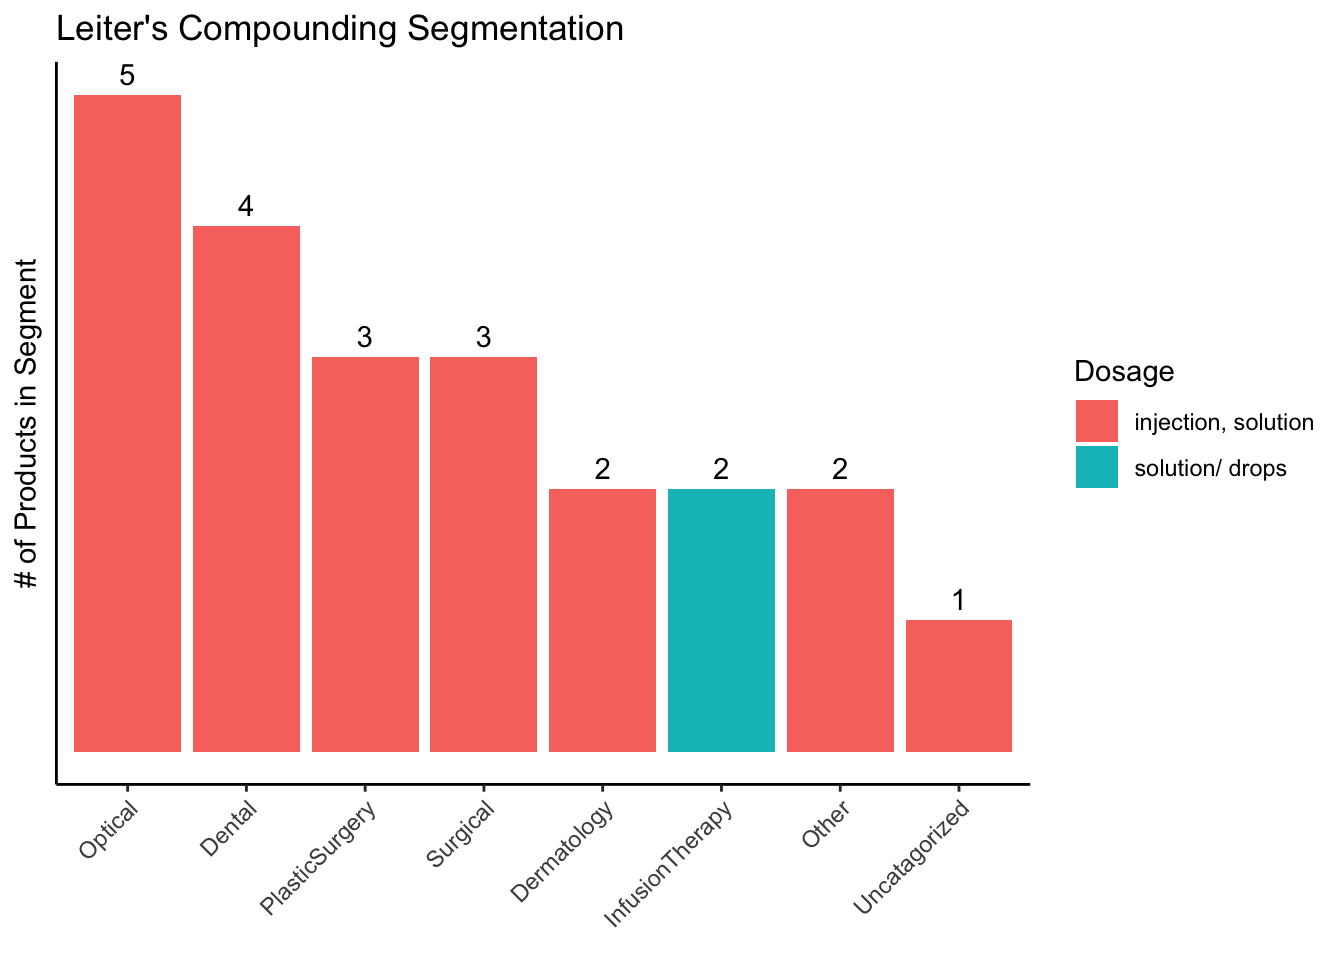 Leiter's Compounding Segmentation
# of Products in Segment
5
4
3
3
2
2
2
1
Optical
Dental
PlasticSurgery
Surgical
Dermatology
InfusionTherapy
Other
Uncatagorized
Dosage
injection, solution
solution/ drops